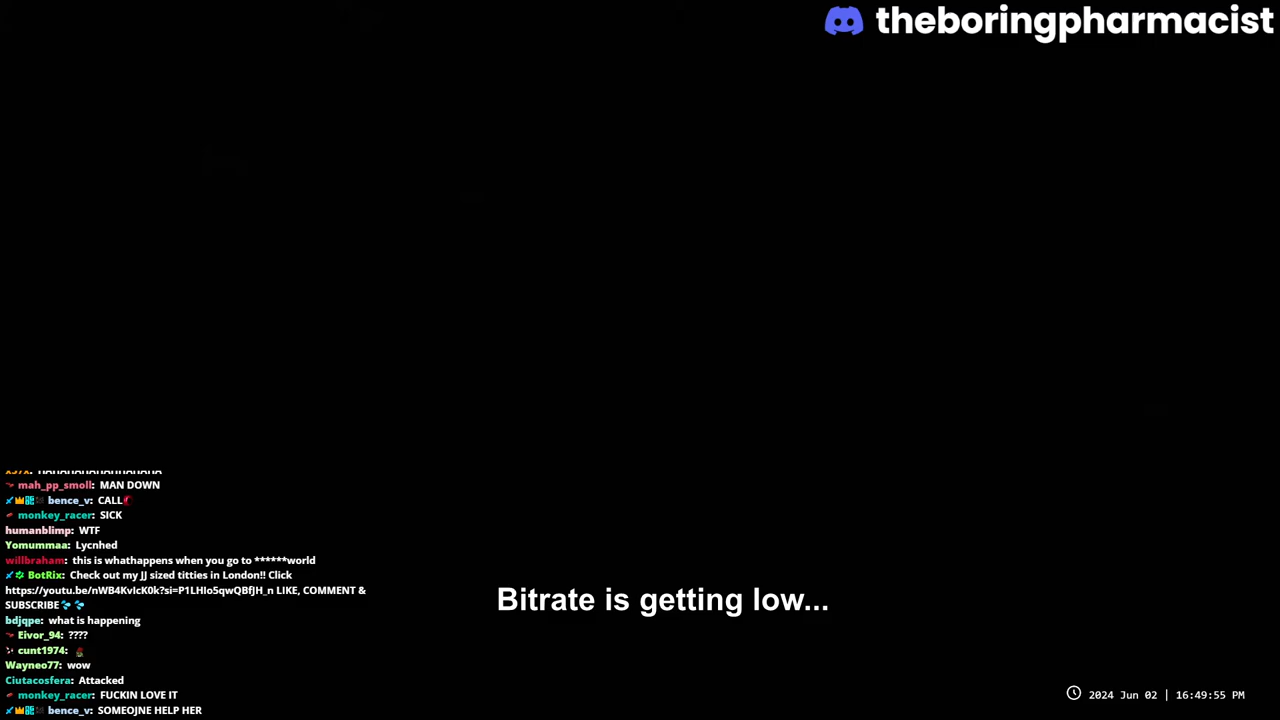 theboringpharmacist
mah_pp_smoll: MAN DOWN
bence_v: CALL
monkey_racer: SICK
humanblimp: WTF
Yomummaa: Lycnhed
willbraham: this is whathappens when you go to ******world
BotRix: Check out my JJ sized titties in London!! Click
https://youtu.be/nWB4KvIcK0k?si=P1LHIo5qwQBfJH_n LIKE, COMMENT &
SUBSCRIBE
bdjqpe: what is happening
Eivor_94: ????
cunt1974:
Wayneo77: wow
Ciutacosfera: Attacked
monkey_racer: FUCKIN LOVE IT
bence_v: SOMEOJNE HELP HER
Bitrate is getting low...
2024 Jun 02 | 16:49:55 PM